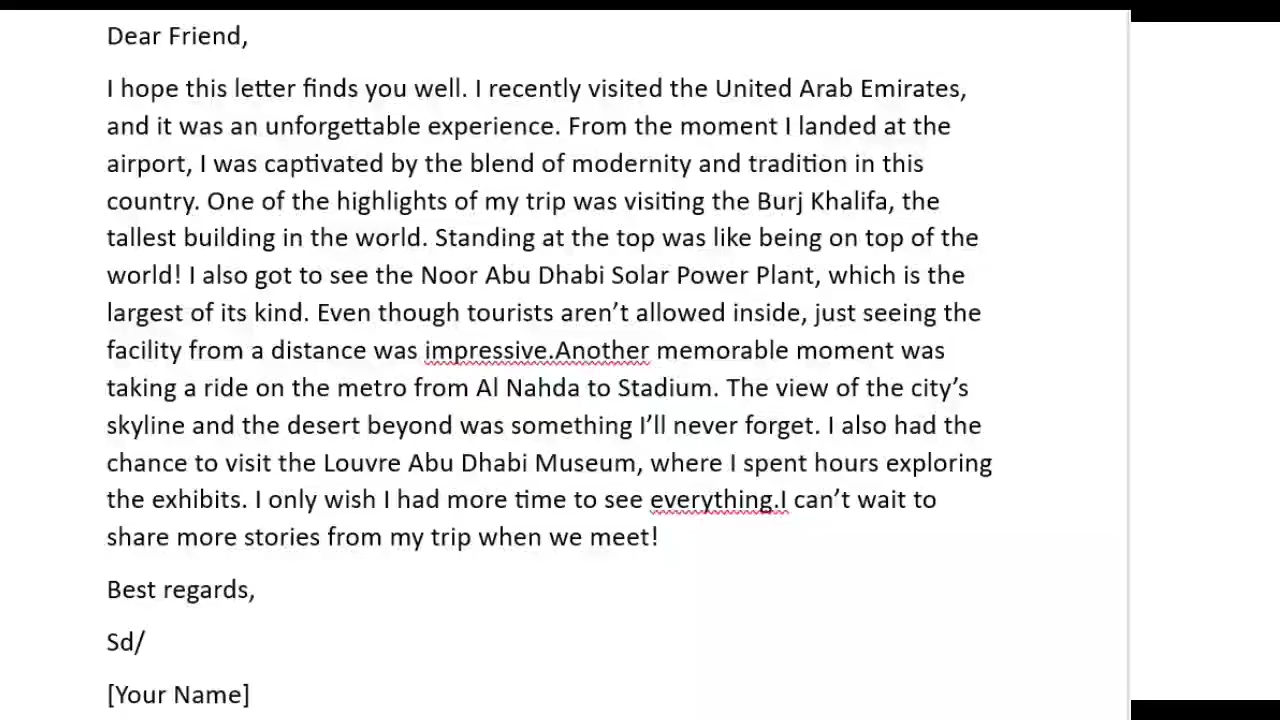 Dear Friend,
I hope this letter finds you well. I recently visited the United Arab Emirates,
and it was an unforgettable experience. From the moment I landed at the
airport, I was captivated by the blend of modernity and tradition in this
country. One of the highlights of my trip was visiting the Burj Khalifa, the
tallest building in the world. Standing at the top was like being on top of the
world! I also got to see the Noor Abu Dhabi Solar Power Plant, which is the
largest of its kind. Even though tourists aren’t allowed inside, just seeing the
facility from a distance was impressive.Another memorable moment was
taking a ride on the metro from Al Nahda to Stadium. The view of the city’s
skyline and the desert beyond was something I’ll never forget. I also had the
chance to visit the Louvre Abu Dhabi Museum, where I spent hours exploring
the exhibits. I only wish I had more time to see everything.I can’t wait to
share more stories from my trip when we meet!
Best regards,
Sd/
[Your Name]